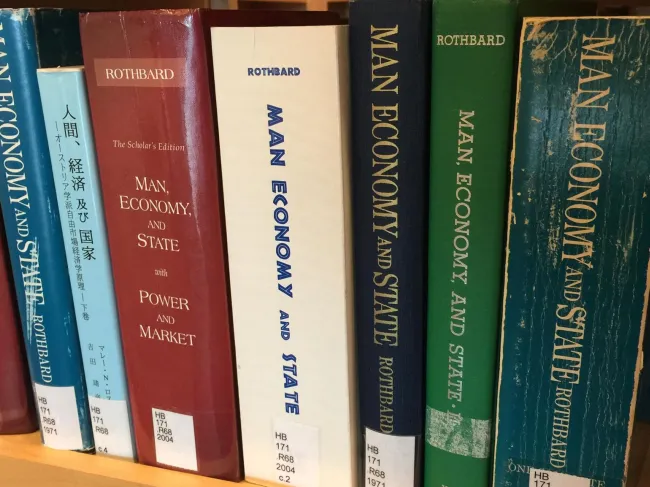 MAN ECONOMY AND STATE ROTHBARD
HB
171
R68
1971
人間、経済 及び 国家
―オーストリア学派自由市場経済学原理―下巻
マレー・N・ロ
吉田
HB
171
R68
c.4
ROTHBARD
The Scholar's Edition
MAN,
ECONOMY,
AND
STATE
with
POWER
AND
MARKET
HB
171
.R68
2004
ROTHBARD
MAN ECONOMY AND STATE
HB
171
.R68
2004
c.2
MAN ECONOMY AND STATE ROTHBARD
HB
171
.R68
1971
ROTHBARD
MAN, ECONOMY, AND STATE
MAN ECONOMY AND STATE ROTHBARD
HB
171